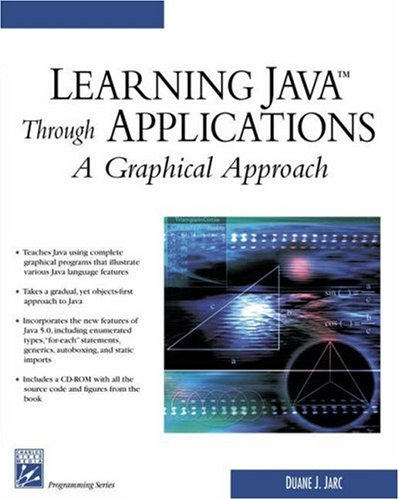 LEARNING JAVA™
Through APPLICATIONS
A Graphical Approach
• Teaches Java using complete
graphical programs that illustrate
various Java language features
• Takes a gradual, yet objects-first
approach to Java
• Incorporates the new features of
Java 5.0, including enumerated
types, "for-each" statements,
generics, autoboxing, and static
imports
• Includes a CD-ROM with all the
source code and figures from the
book
a
c
sin ( ) =
cos ( ) =
CHARLES
RIVER
MEDIA
Programming Series
DUANE J. JARC